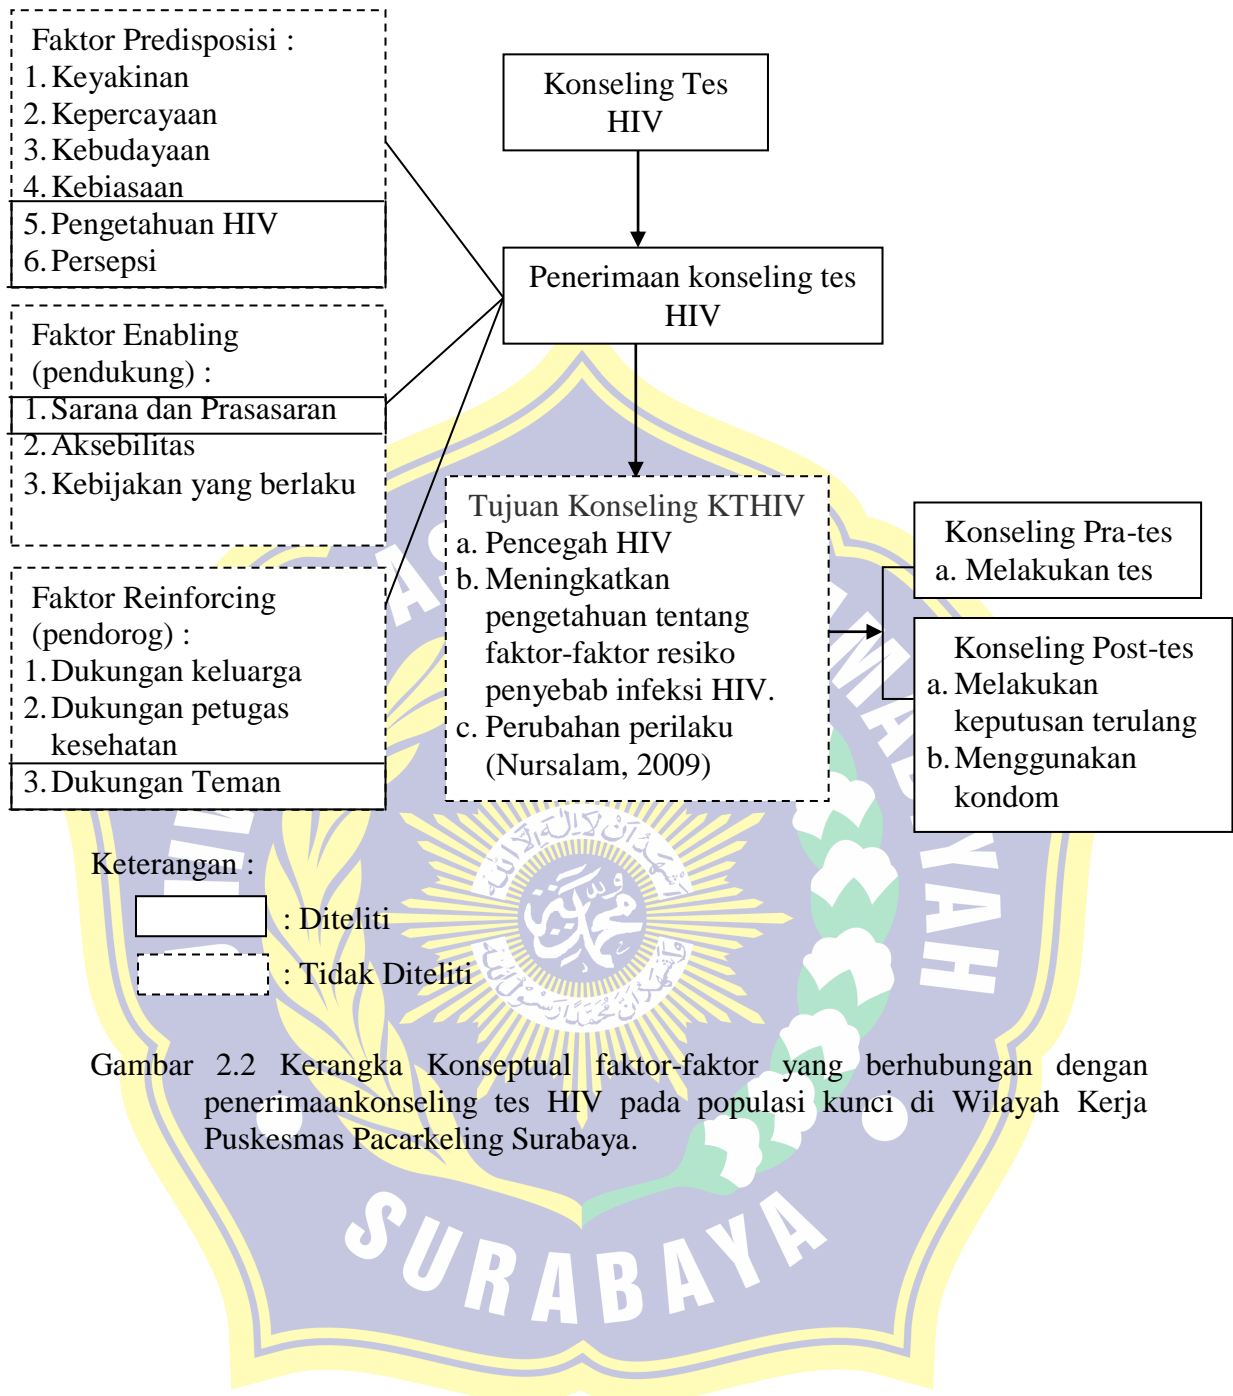 Faktor Predisposisi :
1. Keyakinan
2. Kepercayaan
3. Kebudayaan
4. Kebiasaan
5. Pengetahuan HIV
6. Persepsi
Konseling Tes
HIV
Penerimaan konseling tes
HIV
Faktor Enabling
(pendukung) :
1. Sarana dan Prasasaran
2. Aksebilitas
3. Kebijakan yang berlaku
Faktor Reinforcing
(pendorog) :
1. Dukungan keluarga
2. Dukungan petugas
kesehatan
3. Dukungan Teman
Tujuan Konseling KTHIV
a. Pencegah HIV
b. Meningkatkan
pengetahuan tentang
faktor-faktor resiko
penyebab infeksi HIV.
c. Perubahan perilaku
(Nursalam, 2009)
Konseling Pra-tes
a. Melakukan tes
Konseling Post-tes
a. Melakukan
keputusan terulang
b. Menggunakan
kondom
Keterangan :
: Diteliti
: Tidak Diteliti
Gambar 2.2 Kerangka Konseptual faktor-faktor yang berhubungan dengan
penerimaankonseling tes HIV pada populasi kunci di Wilayah Kerja
Puskesmas Pacarkeling Surabaya.
SURABAYA